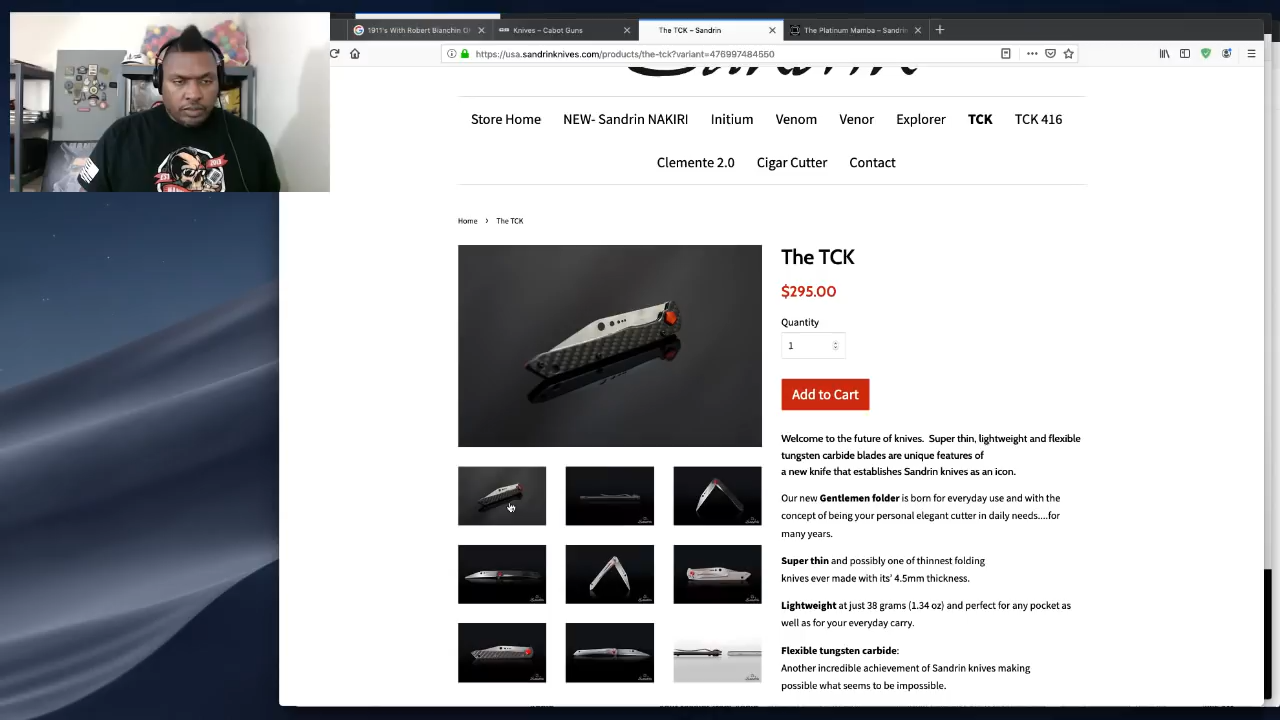 1911's With Robert Bianchin O
Knives – Cabot Guns
The TCK – Sandrin
The Platinum Mamba – Sandrin
https://usa.sandrinknives.com/products/the-tck?variant=476997484550
Sandrin
Store Home NEW- Sandrin NAKIRI Initium Venom Venor Explorer TCK TCK 416
Clemente 2.0 Cigar Cutter Contact
Home › The TCK
The TCK
$295.00
Quantity
1
Add to Cart
Welcome to the future of knives. Super thin, lightweight and flexible
tungsten carbide blades are unique features of
a new knife that establishes Sandrin knives as an icon.
Our new Gentlemen folder is born for everyday use and with the
concept of being your personal elegant cutter in daily needs....for
many years.
Super thin and possibly one of thinnest folding
knives ever made with its' 4.5mm thickness.
Lightweight at just 38 grams (1.34 oz) and perfect for any pocket as
well as for your everyday carry.
Flexible tungsten carbide:
Another incredible achievement of Sandrin knives making
possible what seems to be impossible.